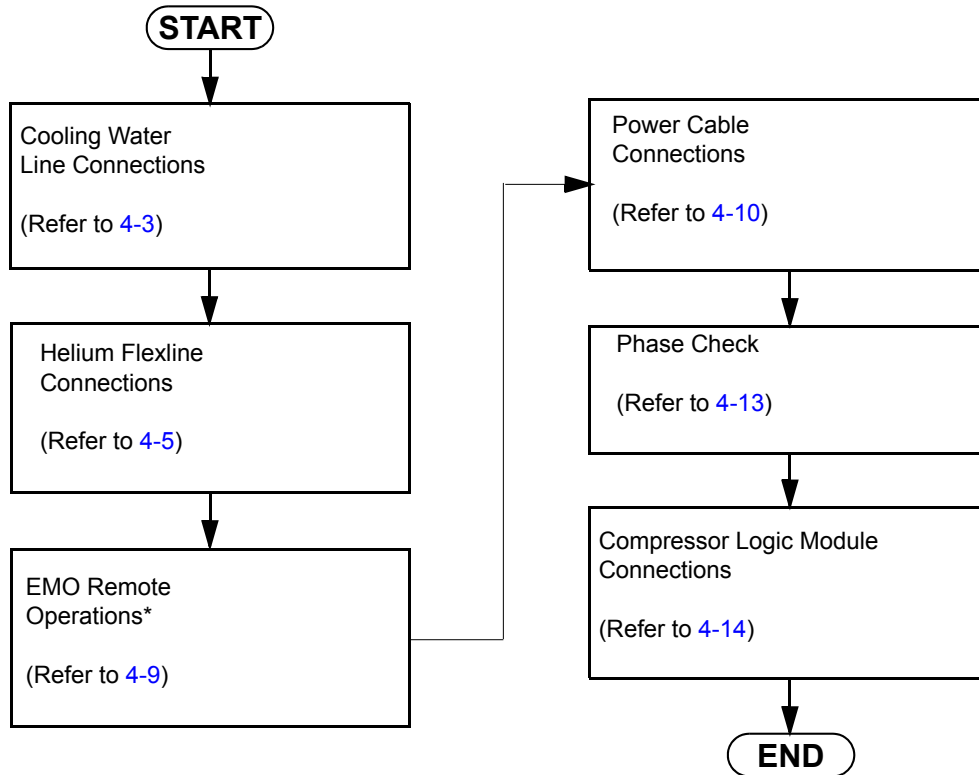 START
Cooling Water
Line Connections
(Refer to 4-3)
Helium Flexline
Connections
(Refer to 4-5)
EMO Remote
Operations*
(Refer to 4-9)
Power Cable
Connections
(Refer to 4-10)
Phase Check
(Refer to 4-13)
Compressor Logic Module
Connections
(Refer to 4-14)
END